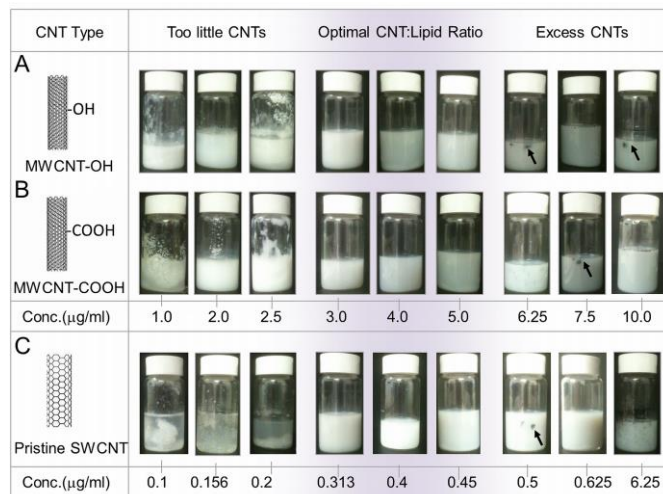 CNT Type Too little CNTs Optimal CNT:Lipid Ratio Excess CNTs
A
-OH
MWCNT-OH
B
-COOH
MWCNT-COOH
Conc.(μg/ml) 1.0 2.0 2.5 3.0 4.0 5.0 6.25 7.5 10.0
C
Pristine SWCNT
Conc.(μg/ml) 0.1 0.156 0.2 0.313 0.4 0.45 0.5 0.625 6.25